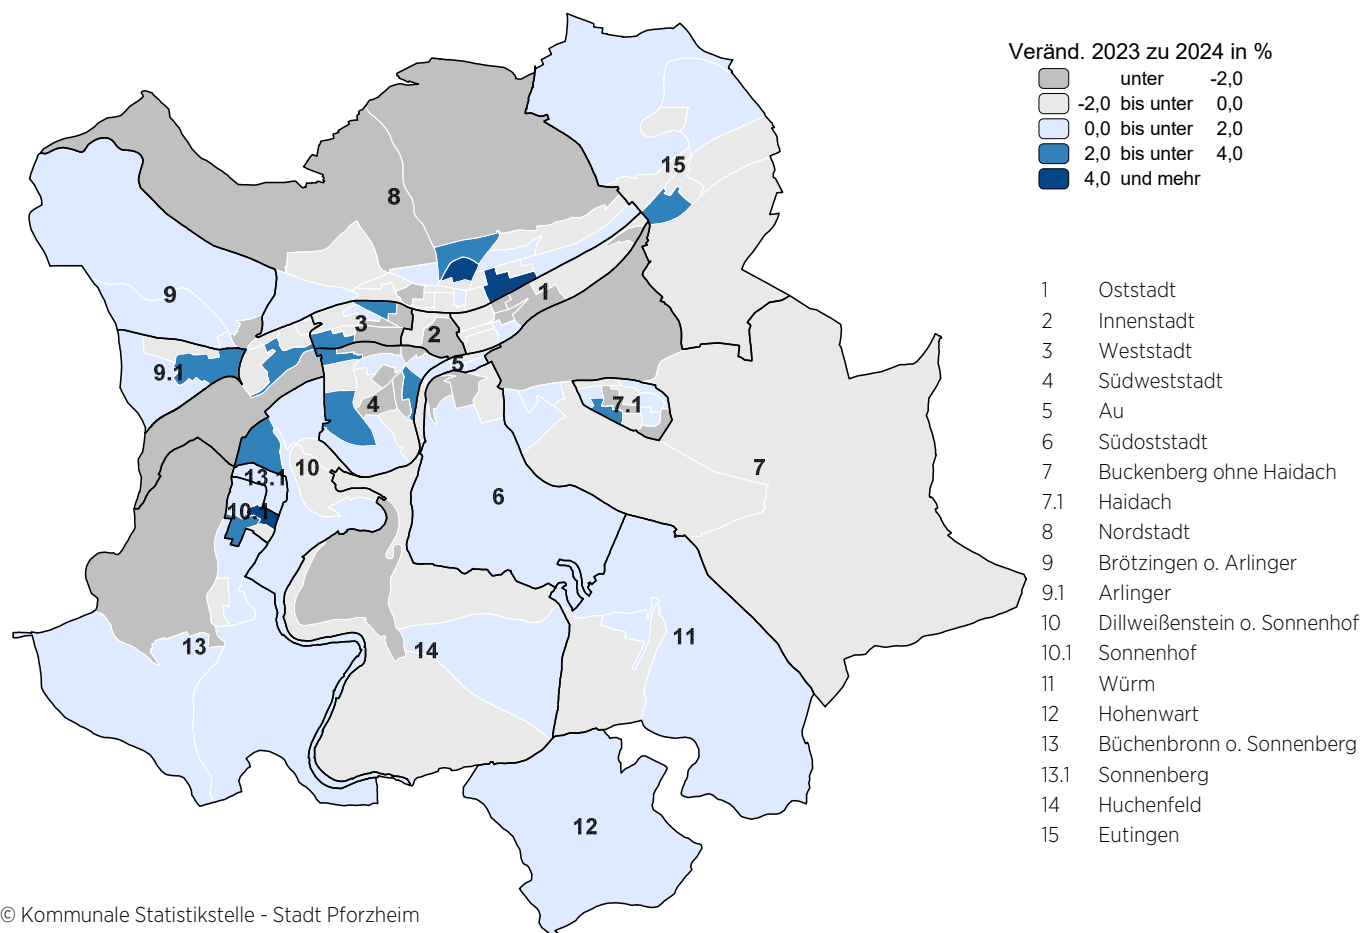 Veränd. 2023 zu 2024 in %
unter -2,0
-2,0 bis unter 0,0
0,0 bis unter 2,0
2,0 bis unter 4,0
4,0 und mehr
15
8
9
1
3
2
5
9.1
4
7.1
10
13.1
7
6
10.1
11
13
14
12
1 Oststadt
2 Innenstadt
3 Weststadt
4 Südweststadt
5 Au
6 Südoststadt
7 Buckenberg ohne Haidach
7.1 Haidach
8 Nordstadt
9 Brötzingen o. Arlinger
9.1 Arlinger
10 Dillweißenstein o. Sonnenhof
10.1 Sonnenhof
11 Würm
12 Hohenwart
13 Büchenbronn o. Sonnenberg
13.1 Sonnenberg
14 Huchenfeld
15 Eutingen
© Kommunale Statistikstelle - Stadt Pforzheim